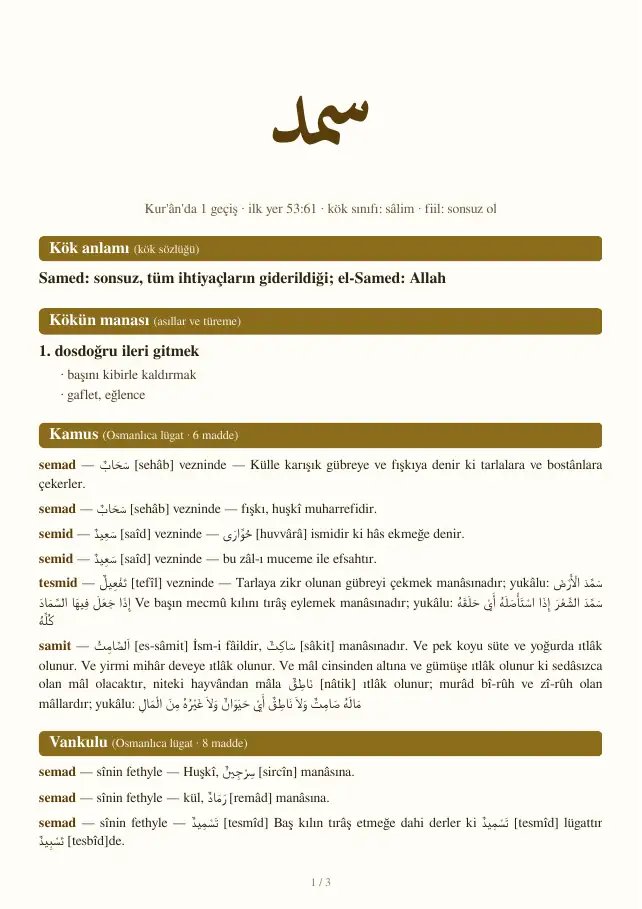 سمد
Kur'ân'da 1 geçiş · ilk yer 53:61 · kök sınıfı: sâlim · fiil: sonsuz ol
Kök anlamı (kök sözlüğü)
Samed: sonsuz, tüm ihtiyaçların giderildiği; el-Samed: Allah
Kökün manası (asıllar ve türeme)
1. dosdoğru ileri gitmek
· başını kibirle kaldırmak
· gaflet, eğlence
Kamus (Osmanlıca lügat · 6 madde)
semad — سَحَابٌ [sehâb] vezninde — Külle karışık gübreye ve fışkıya denir ki tarlalara ve bostânlara
çekerler.
semad — سَحَابٌ [sehâb] vezninde — fışkı, huşkî muharrefidir.
semid — سَعِيدٌ [saîd] vezninde — حُوَّارَى [huvvârâ] ismidir ki hâs ekmeğe denir.
semid — سَعِيدٌ [saîd] vezninde — bu zâl-ı muceme ile efsahtır.
tesmid — تَفْعِيلٌ [tefîl] vezninde — Tarlaya zikr olunan gübreyi çekmek manâsınadır; yukâlu: سَمَّدَ الْأَرْضَ
إِذَا جَعَلَ فِيهَا السَّمَادَ Ve başın mecmû kılını tırâş eylemek manâsınadır; yukâlu: سَمَّدَ الشَّعْرَ إِذَا اسْتَأْصَلَهُ أَيْ حَلَقَهُ
كُلَّهُ
samit — اَلصَّامِتُ [es-sâmit] İsm-i fâildir, سَاكِتٌ [sâkit] manâsınadır. Ve pek koyu süte ve yoğurda ıtlâk
olunur. Ve yirmi mihâr deveye ıtlâk olunur. Ve mâl cinsinden altına ve gümüşe ıtlâk olunur ki sedâsızca
olan mâl olacaktır, niteki hayvândan mâla نَاطِقٌ [nâtik] ıtlâk olunur; murâd bî-rûh ve zî-rûh olan
mâllardır; yukâlu: مَالَهُ صَامِتٌ وَلاَ نَاطِقٌ أَيْ حَيَوَانٌ وَلاَ غَيْرُهُ مِنَ الْمَالِ
Vankulu (Osmanlıca lügat · 8 madde)
semad — sînin fethyle — Huşkî, سِرْجِينٌ [sircîn] manâsına.
semad — sînin fethyle — kül, رَمَادٌ [remâd] manâsına.
semad — sînin fethyle — تَسْمِيدٌ [tesmîd] Baş kılın tırâş etmeğe dahi derler ki تَسْمِيدٌ [tesmîd] lügattır
تَسْبِيدٌ [tesbîd]de.
1 / 3